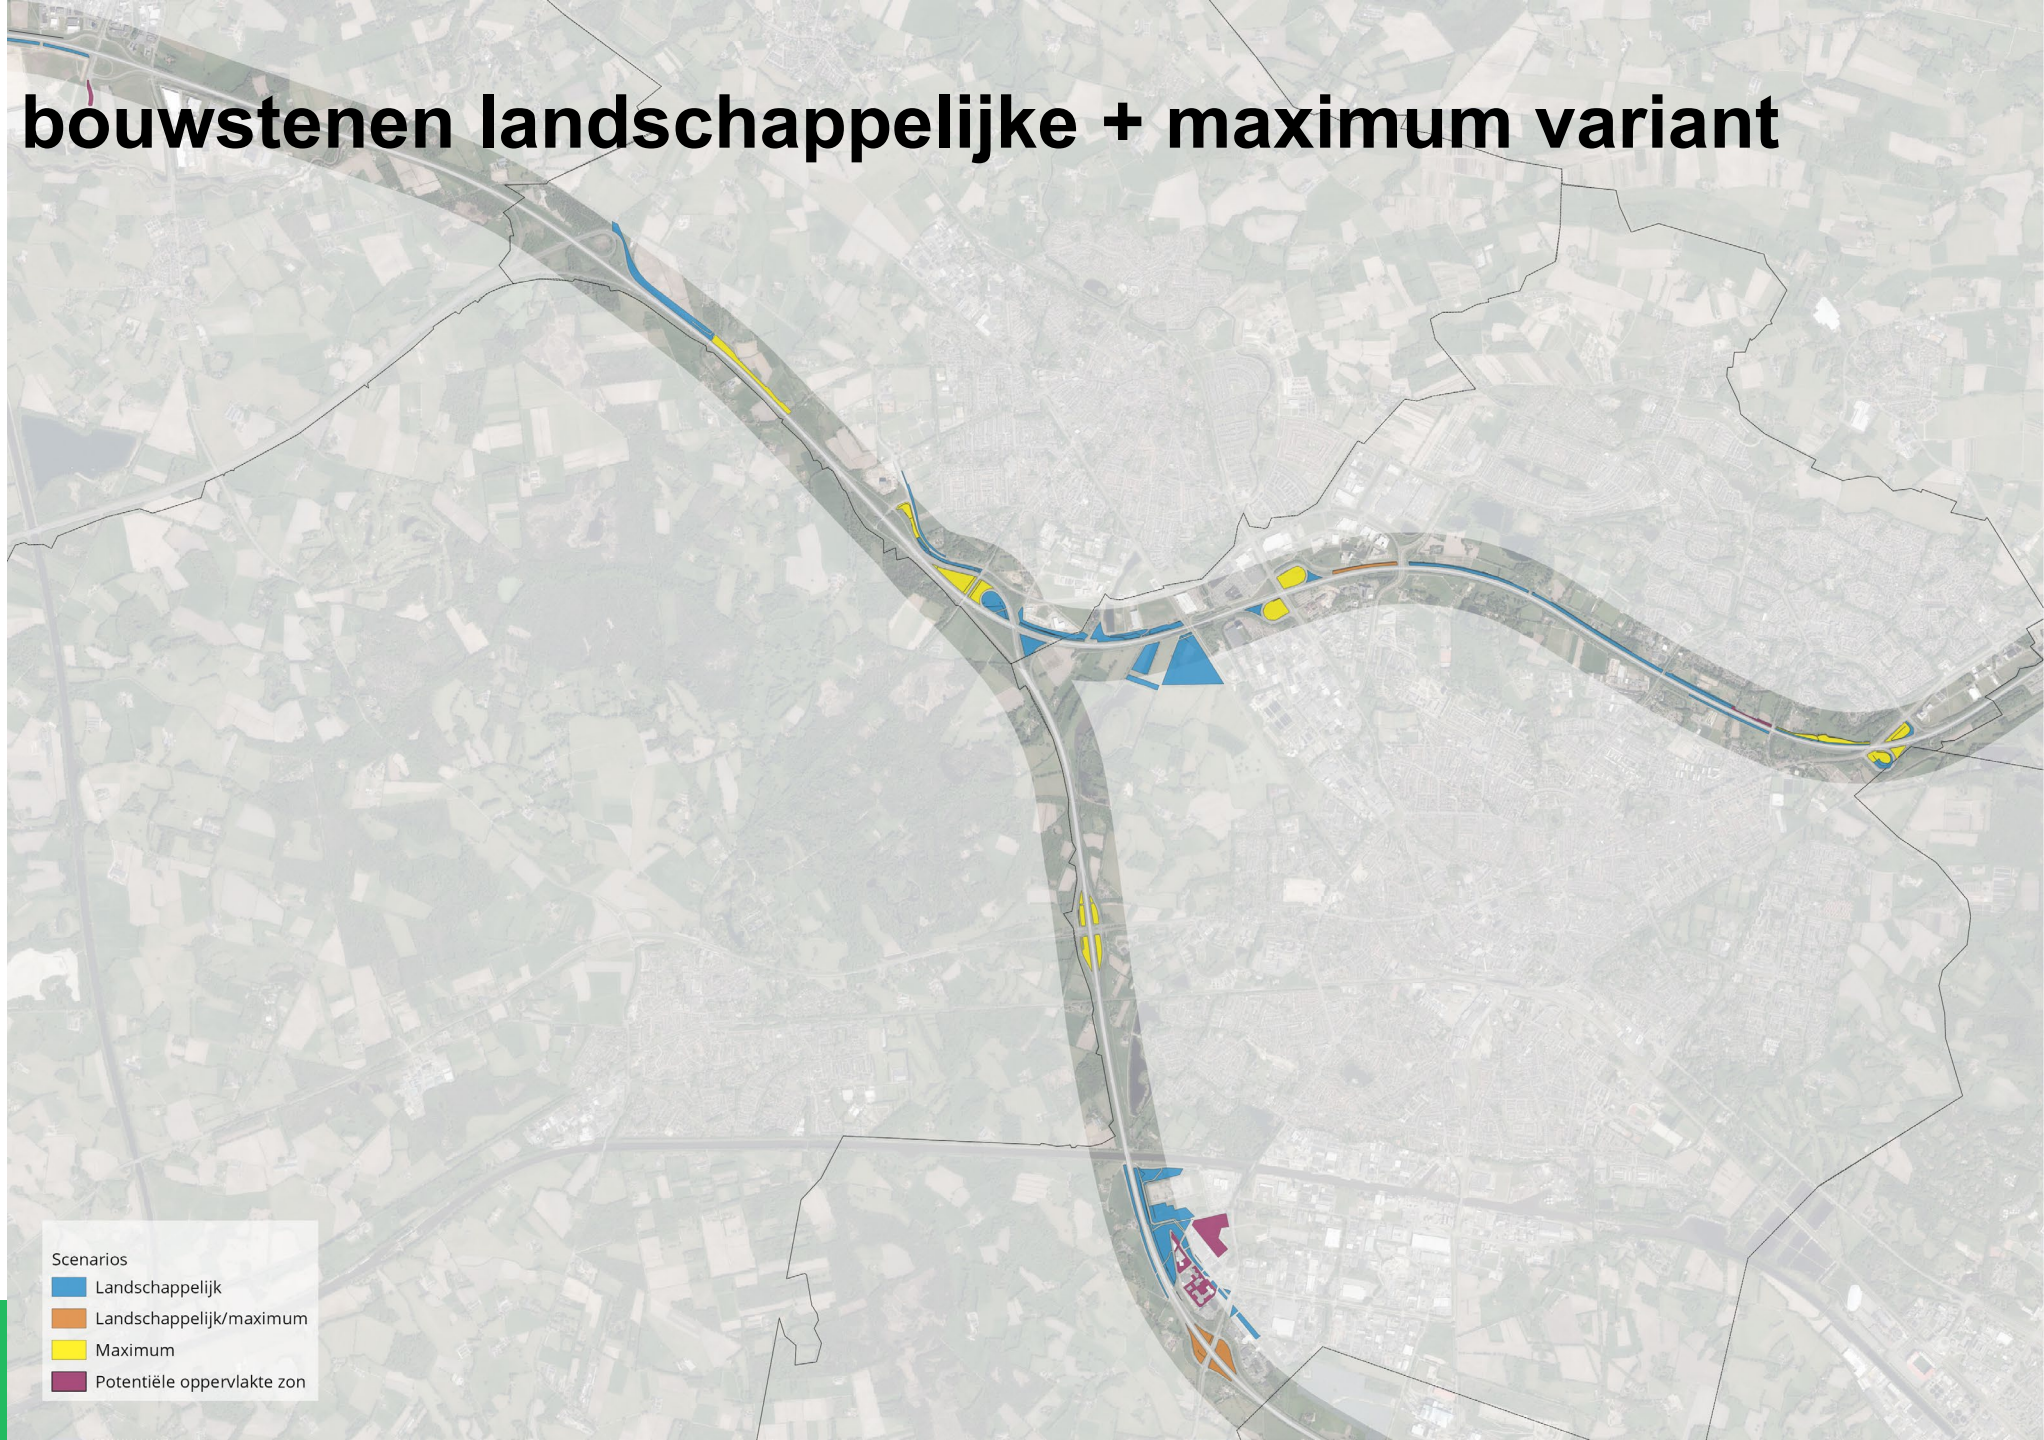 bouwstenen landschappelijke + maximum variant
Scenarios
Landschappelijk
Landschappelijk/maximum
Maximum
Potentiële oppervlakte zon